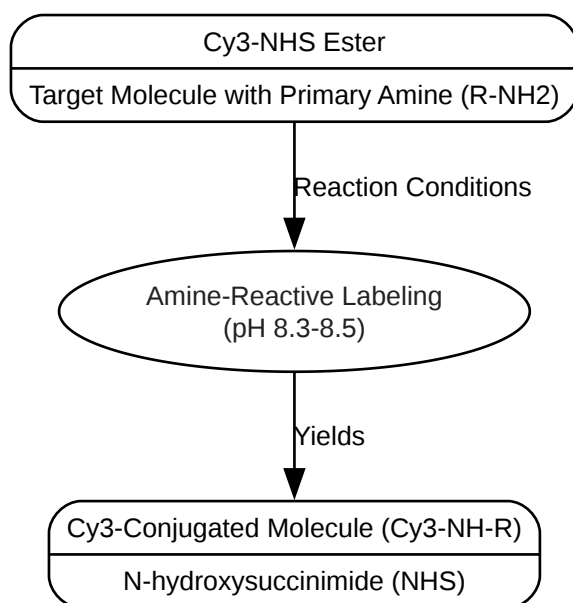 Cy3-NHS Ester
Target Molecule with Primary Amine (R-NH2)
Reaction Conditions
Amine-Reactive Labeling
(pH 8.3-8.5)
Yields
Cy3-Conjugated Molecule (Cy3-NH-R)
N-hydroxysuccinimide (NHS)